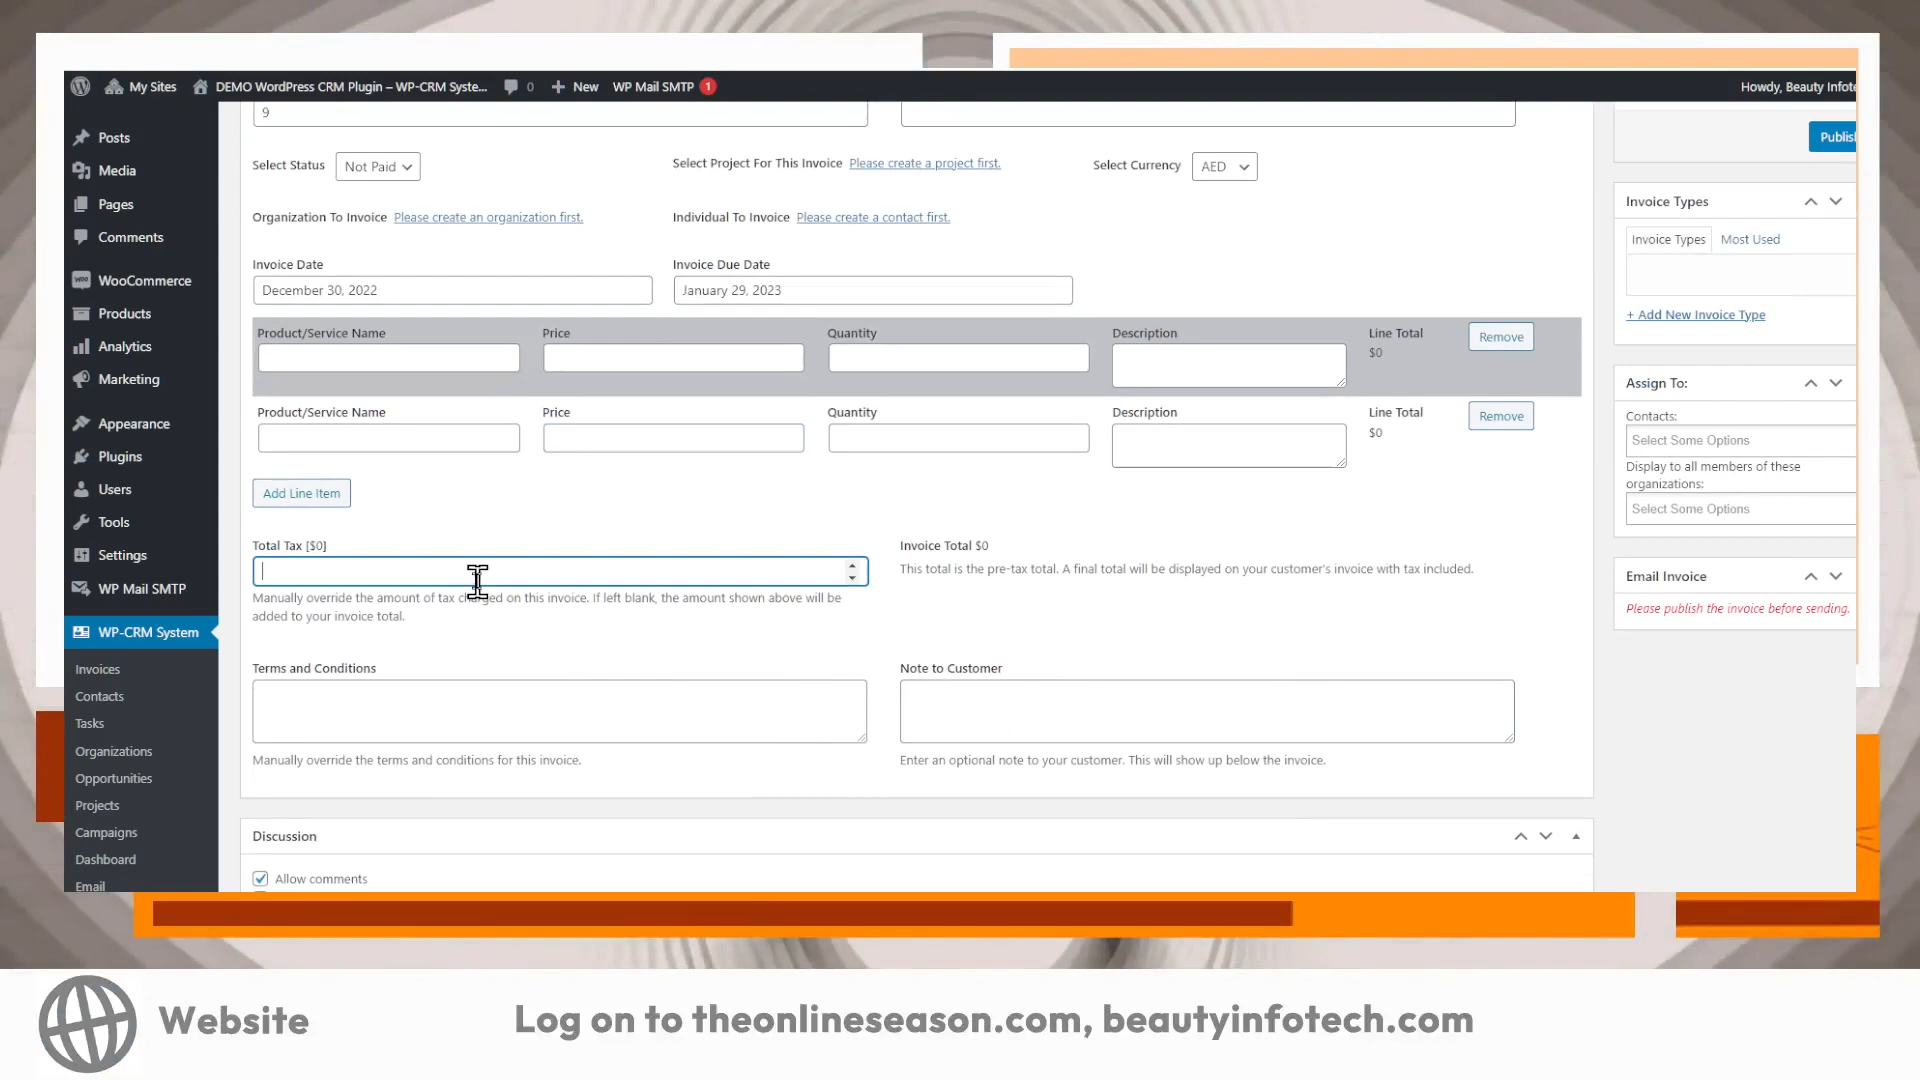 My Sites
DEMO WordPress CRM Plugin – WP-CRM Syste...
0
New
WP Mail SMTP
1
Howdy, Beauty Infote
Posts
Media
Pages
Comments
WooCommerce
Products
Analytics
Marketing
Appearance
Plugins
Users
Tools
Settings
WP Mail SMTP
WP-CRM System
Invoices
Contacts
Tasks
Organizations
Opportunities
Projects
Campaigns
Dashboard
Email
9
Select Status
Not Paid
Select Project For This Invoice Please create a project first.
Select Currency
AED
Organization To Invoice Please create an organization first.
Individual To Invoice Please create a contact first.
Invoice Date
December 30, 2022
Invoice Due Date
January 29, 2023
Product/Service Name
Price
Quantity
Description
Line Total
$0
Remove
Product/Service Name
Price
Quantity
Description
Line Total
$0
Remove
Add Line Item
Total Tax [$0]
Manually override the amount of tax charged on this invoice. If left blank, the amount shown above will be
added to your invoice total.
Invoice Total $0
This total is the pre-tax total. A final total will be displayed on your customer's invoice with tax included.
Terms and Conditions
Manually override the terms and conditions for this invoice.
Note to Customer
Enter an optional note to your customer. This will show up below the invoice.
Discussion
Allow comments
Publis
Invoice Types
Invoice Types
Most Used
+ Add New Invoice Type
Assign To:
Contacts:
Select Some Options
Display to all members of these
organizations:
Select Some Options
Email Invoice
Please publish the invoice before sending.
Website
Log on to theonlineseason.com, beautyinfotech.com